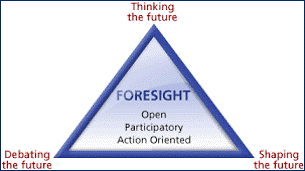 Thinking
the future
FORESIGHT
Open
Participatory
Action Oriented
Debating
the future
Shaping
the future